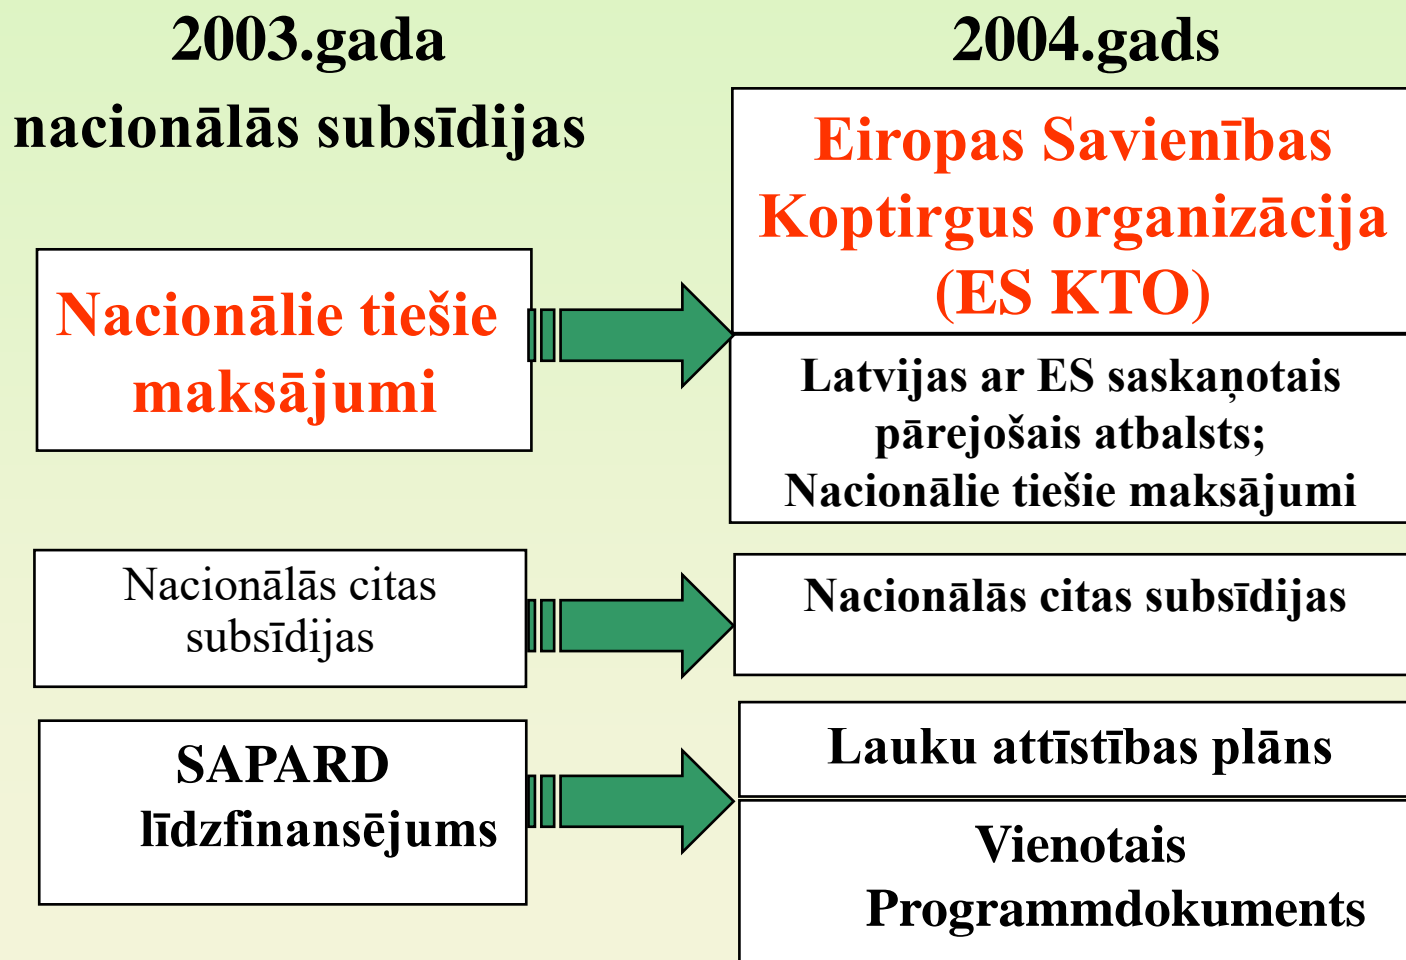 2003.gada
nacionālās subsīdijas
2004.gads
Nacionālie tiešie
maksājumi
Eiropas Savienības
Koptirgus organizācija
(ES KTO)
Latvijas ar ES saskaņotais
pārejošais atbalsts;
Nacionālie tiešie maksājumi
Nacionālās citas
subsīdijas
Nacionālās citas subsīdijas
SAPARD
līdzfinansējums
Lauku attīstības plāns
Vienotais
Programmdokuments